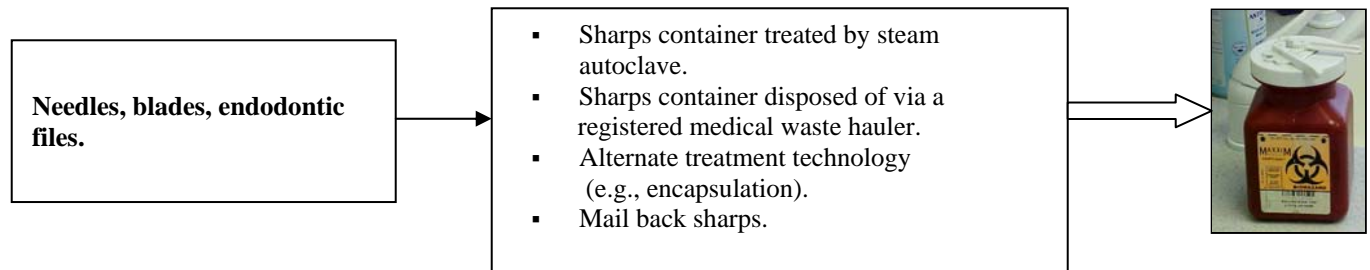 Needles, blades, endodontic
files.
▪ Sharps container treated by steam
autoclave.
▪ Sharps container disposed of via a
registered medical waste hauler.
▪ Alternate treatment technology
(e.g., encapsulation).
▪ Mail back sharps.
BIOHAZARD